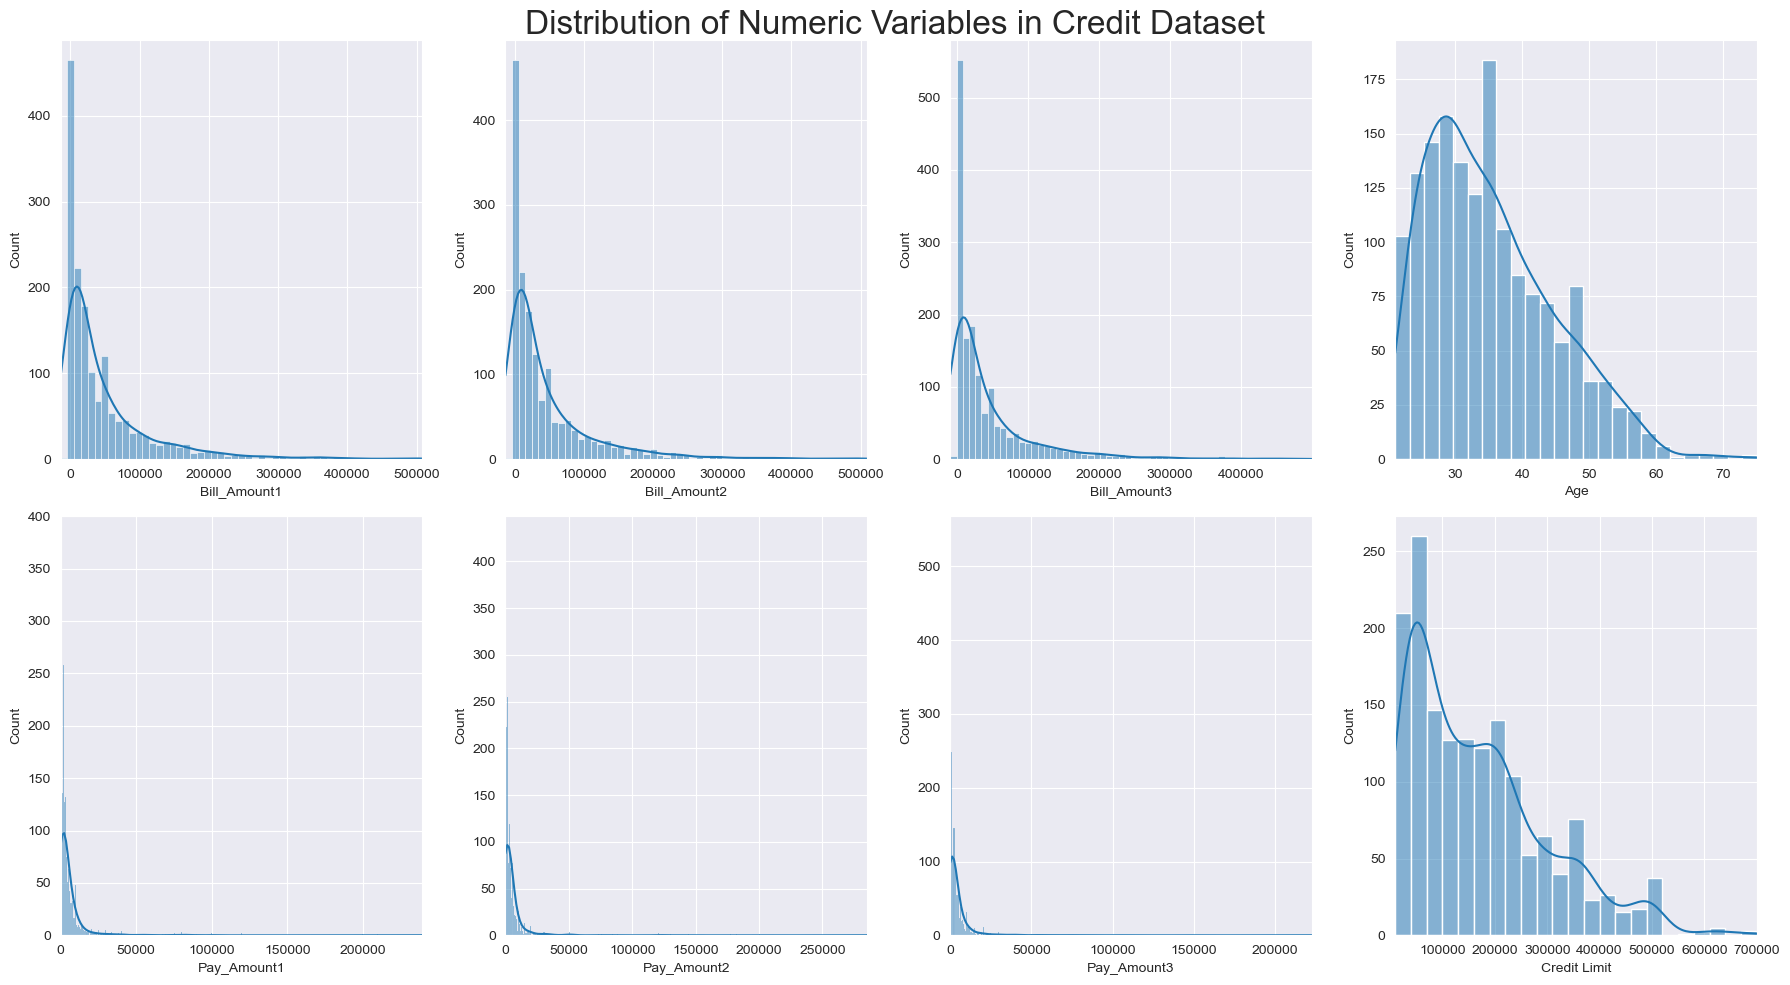 Distribution of Numeric Variables in Credit Dataset
400
300
200
100
0
Count
0 100000 200000 300000 400000 500000
Bill_Amount1
400
300
200
100
0
Count
0 100000 200000 300000 400000 500000
Bill_Amount2
500
400
300
200
100
0
Count
0 100000 200000 300000 400000
Bill_Amount3
175
150
125
100
75
50
25
0
Count
30 40 50 60 70
Age
400
350
300
250
200
150
100
50
0
Count
0 50000 100000 150000 200000
Pay_Amount1
400
350
300
250
200
150
100
50
0
Count
0 50000 100000 150000 200000 250000
Pay_Amount2
500
400
300
200
100
0
Count
0 50000 100000 150000 200000
Pay_Amount3
250
200
150
100
50
0
Count
100000 200000 300000 400000 500000 600000 700000
Credit Limit